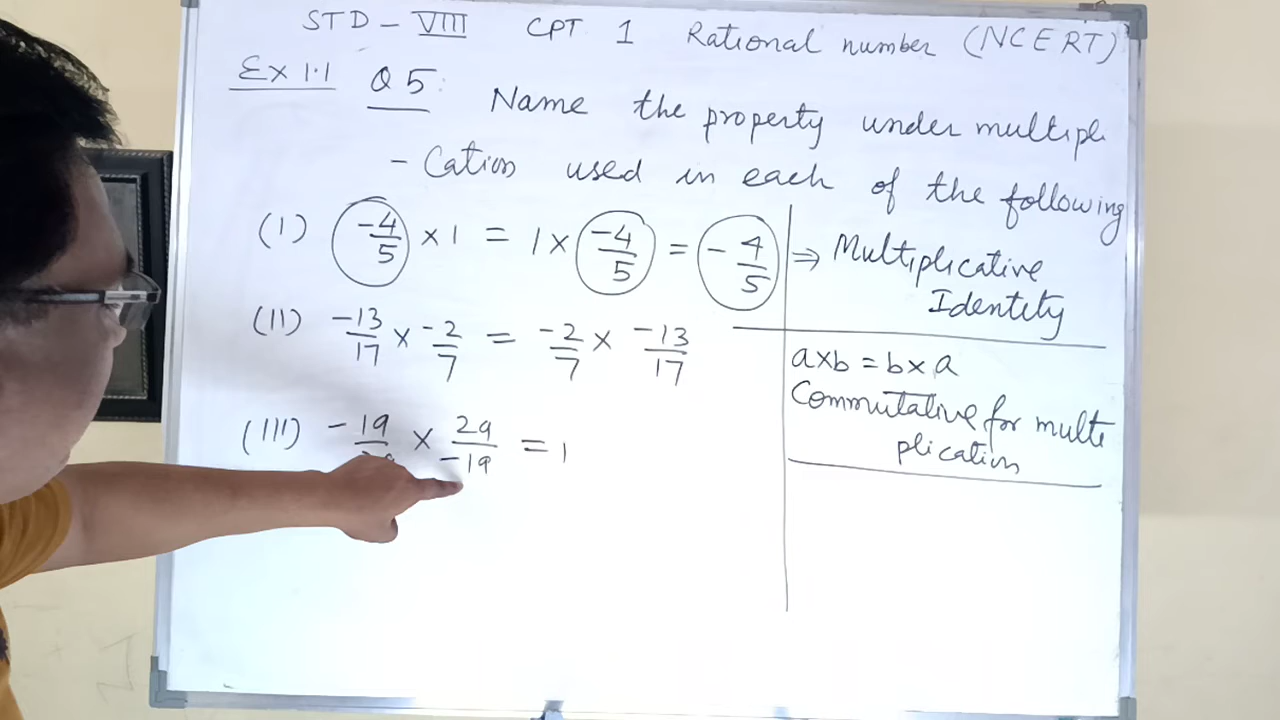 STD - VIII CPT 1 Rational number (NCERT)
Ex 1.1 Q 5: Name the property under multipli
- Cation used in each of the following
(I) -4/5 × 1 = 1 × -4/5 = -4/5 ⇒ Multiplicative
Identity
(II) -13/17 × -2/7 = -2/7 × -13/17
a×b = b×a
Commutative for multi
plication
(III) -19/29 × 29/-19 = 1